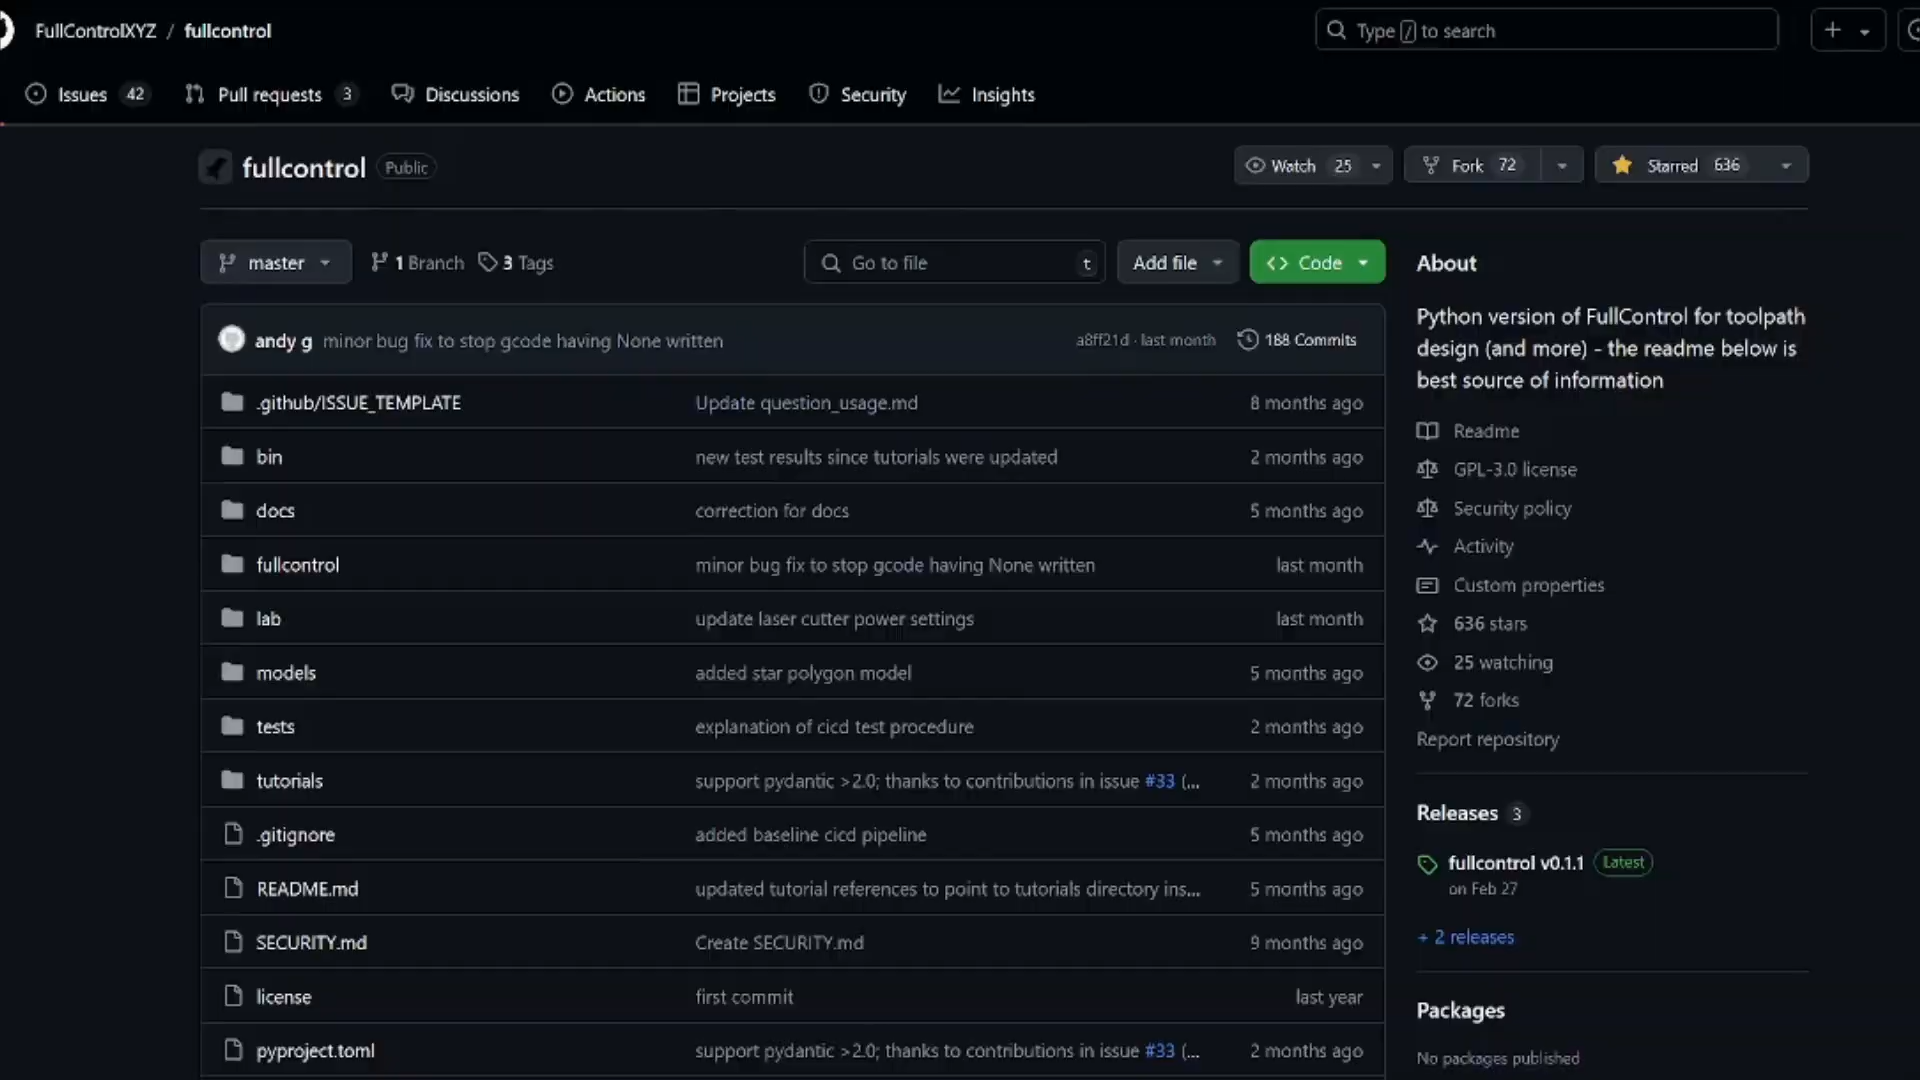 FullControlXYZ / fullcontrol
Type / to search
Issues 42 Pull requests 3 Discussions Actions Projects Security Insights
fullcontrol Public
Watch 25 Fork 72 Starred 636
master 1 Branch 3 Tags Go to file t Add file Code
andy g minor bug fix to stop gcode having None written a8ff21d · last month 188 Commits
.github/ISSUE_TEMPLATE Update question_usage.md 8 months ago
bin new test results since tutorials were updated 2 months ago
docs correction for docs 5 months ago
fullcontrol minor bug fix to stop gcode having None written last month
lab update laser cutter power settings last month
models added star polygon model 5 months ago
tests explanation of cicd test procedure 2 months ago
tutorials support pydantic >2.0; thanks to contributions in issue #33 (... 2 months ago
.gitignore added baseline cicd pipeline 5 months ago
README.md updated tutorial references to point to tutorials directory ins... 5 months ago
SECURITY.md Create SECURITY.md 9 months ago
license first commit last year
pyproject.toml support pydantic >2.0; thanks to contributions in issue #33 (... 2 months ago
About
Python version of FullControl for toolpath
design (and more) - the readme below is
best source of information
Readme
GPL-3.0 license
Security policy
Activity
Custom properties
636 stars
25 watching
72 forks
Report repository
Releases 3
fullcontrol v0.1.1 Latest
on Feb 27
+ 2 releases
Packages
No packages published